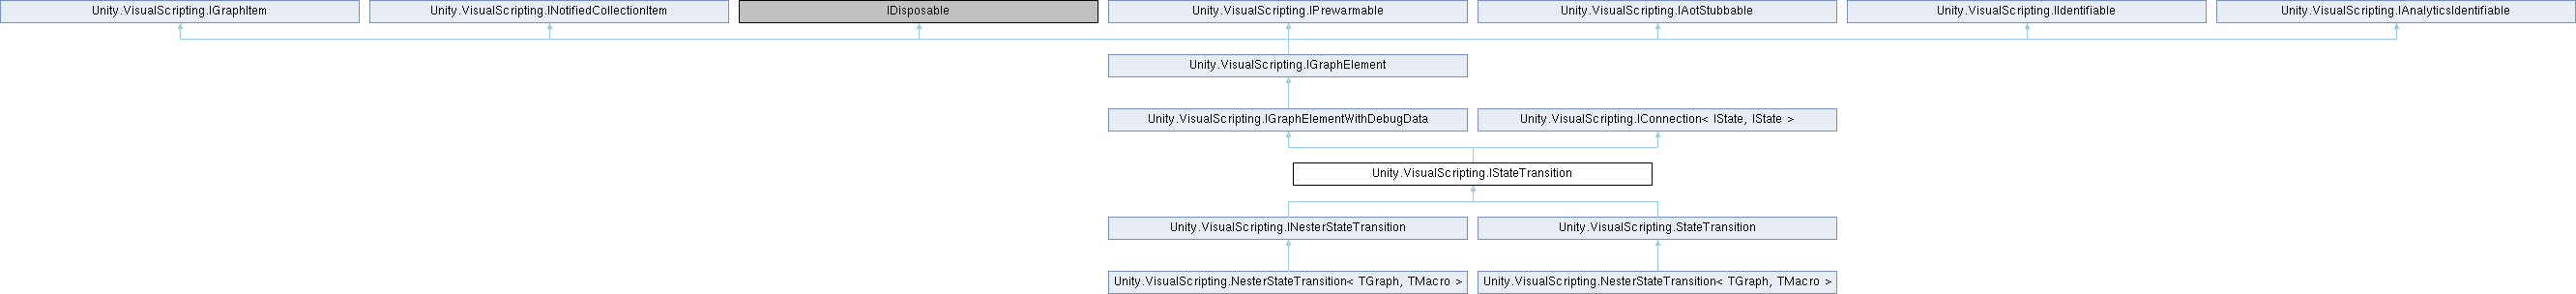 Unity.VisualScripting.IGraphItem
Unity.VisualScripting.INotifiedCollectionItem
IDisposable
Unity.VisualScripting.IPrewarmable
Unity.VisualScripting.IAotStubbable
Unity.VisualScripting.IIdentifiable
Unity.VisualScripting.IAnalyticsIdentifiable
Unity.VisualScripting.IGraphElement
Unity.VisualScripting.IGraphElementWithDebugData
Unity.VisualScripting.IConnection< IState, IState >
Unity.VisualScripting.IStateTransition
Unity.VisualScripting.INesterStateTransition
Unity.VisualScripting.StateTransition
Unity.VisualScripting.NesterStateTransition< TGraph, TMacro >
Unity.VisualScripting.NesterStateTransition< TGraph, TMacro >